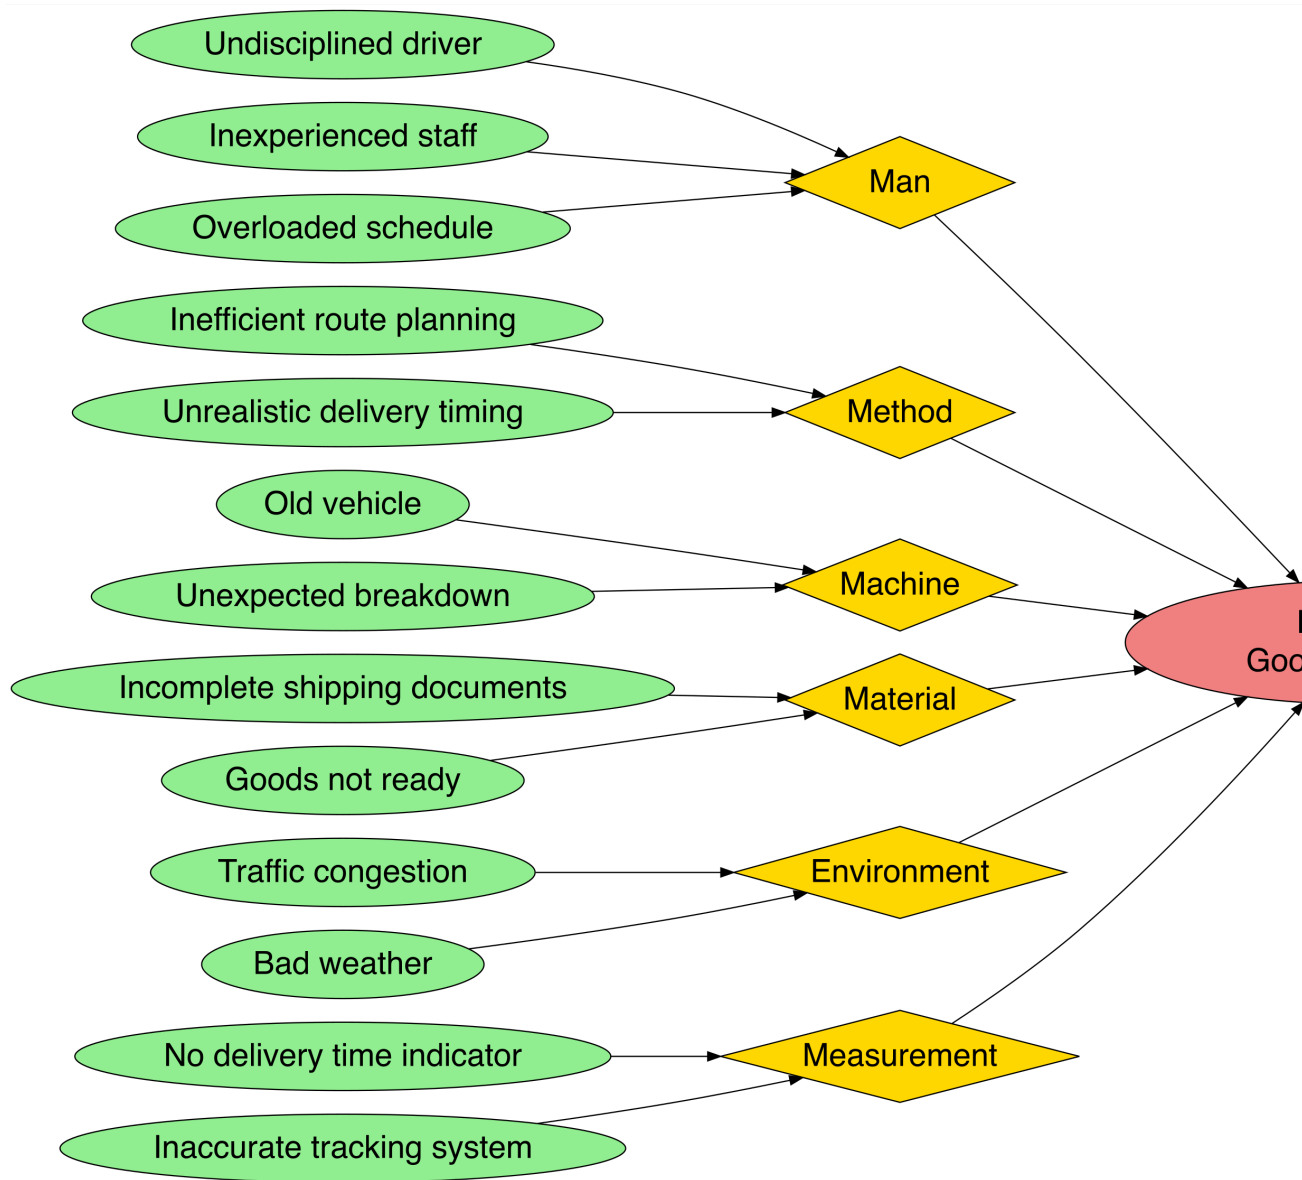 Undisciplined driver
Inexperienced staff
Overloaded schedule
Man
Inefficient route planning
Unrealistic delivery timing
Method
Old vehicle
Unexpected breakdown
Machine
Incomplete shipping documents
Goods not ready
Material
Traffic congestion
Bad weather
Environment
No delivery time indicator
Inaccurate tracking system
Measurement